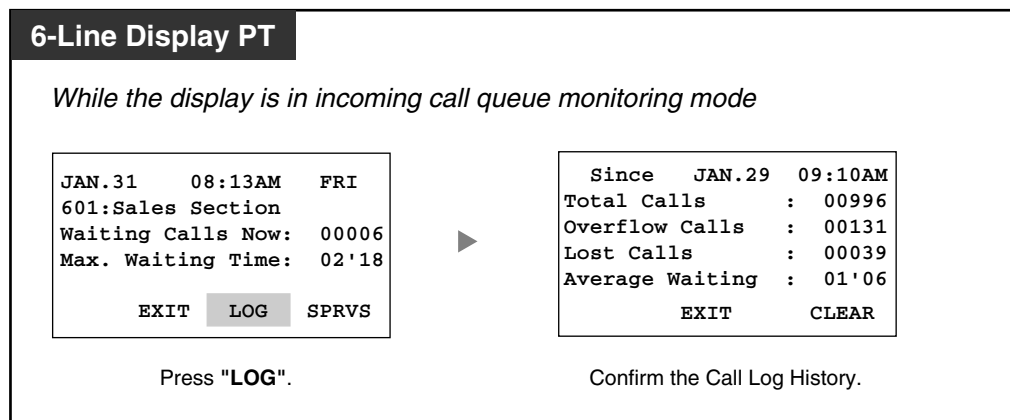 6-Line Display PT
While the display is in incoming call queue monitoring mode
JAN.31 08:13AM FRI
601:Sales Section
Waiting Calls Now: 00006
Max. Waiting Time: 02'18
EXIT LOG SPRVS
Press "LOG".
Since JAN.29 09:10AM
Total Calls : 00996
Overflow Calls : 00131
Lost Calls : 00039
Average Waiting : 01'06
EXIT CLEAR
Confirm the Call Log History.